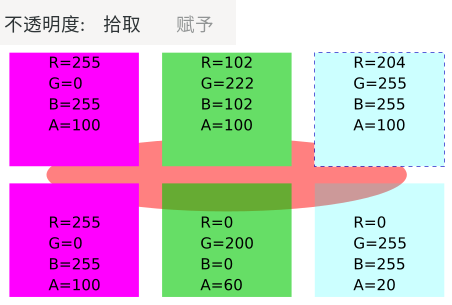 不透明度: 拾取 赋予
R=255 R=102 R=204
G=0 G=222 G=255
B=255 B=102 B=255
A=100 A=100 A=100
R=255 R=0 R=0
G=0 G=200 G=255
B=255 B=0 B=255
A=100 A=60 A=20